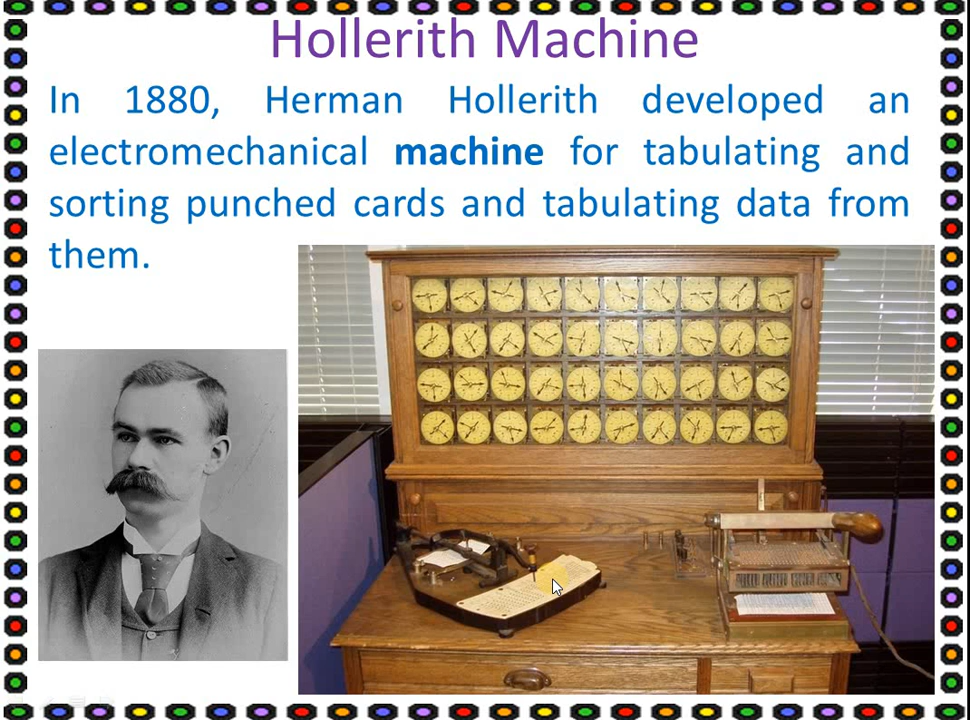 Hollerith Machine
In 1880, Herman Hollerith developed an
electromechanical machine for tabulating and
sorting punched cards and tabulating data from
them.